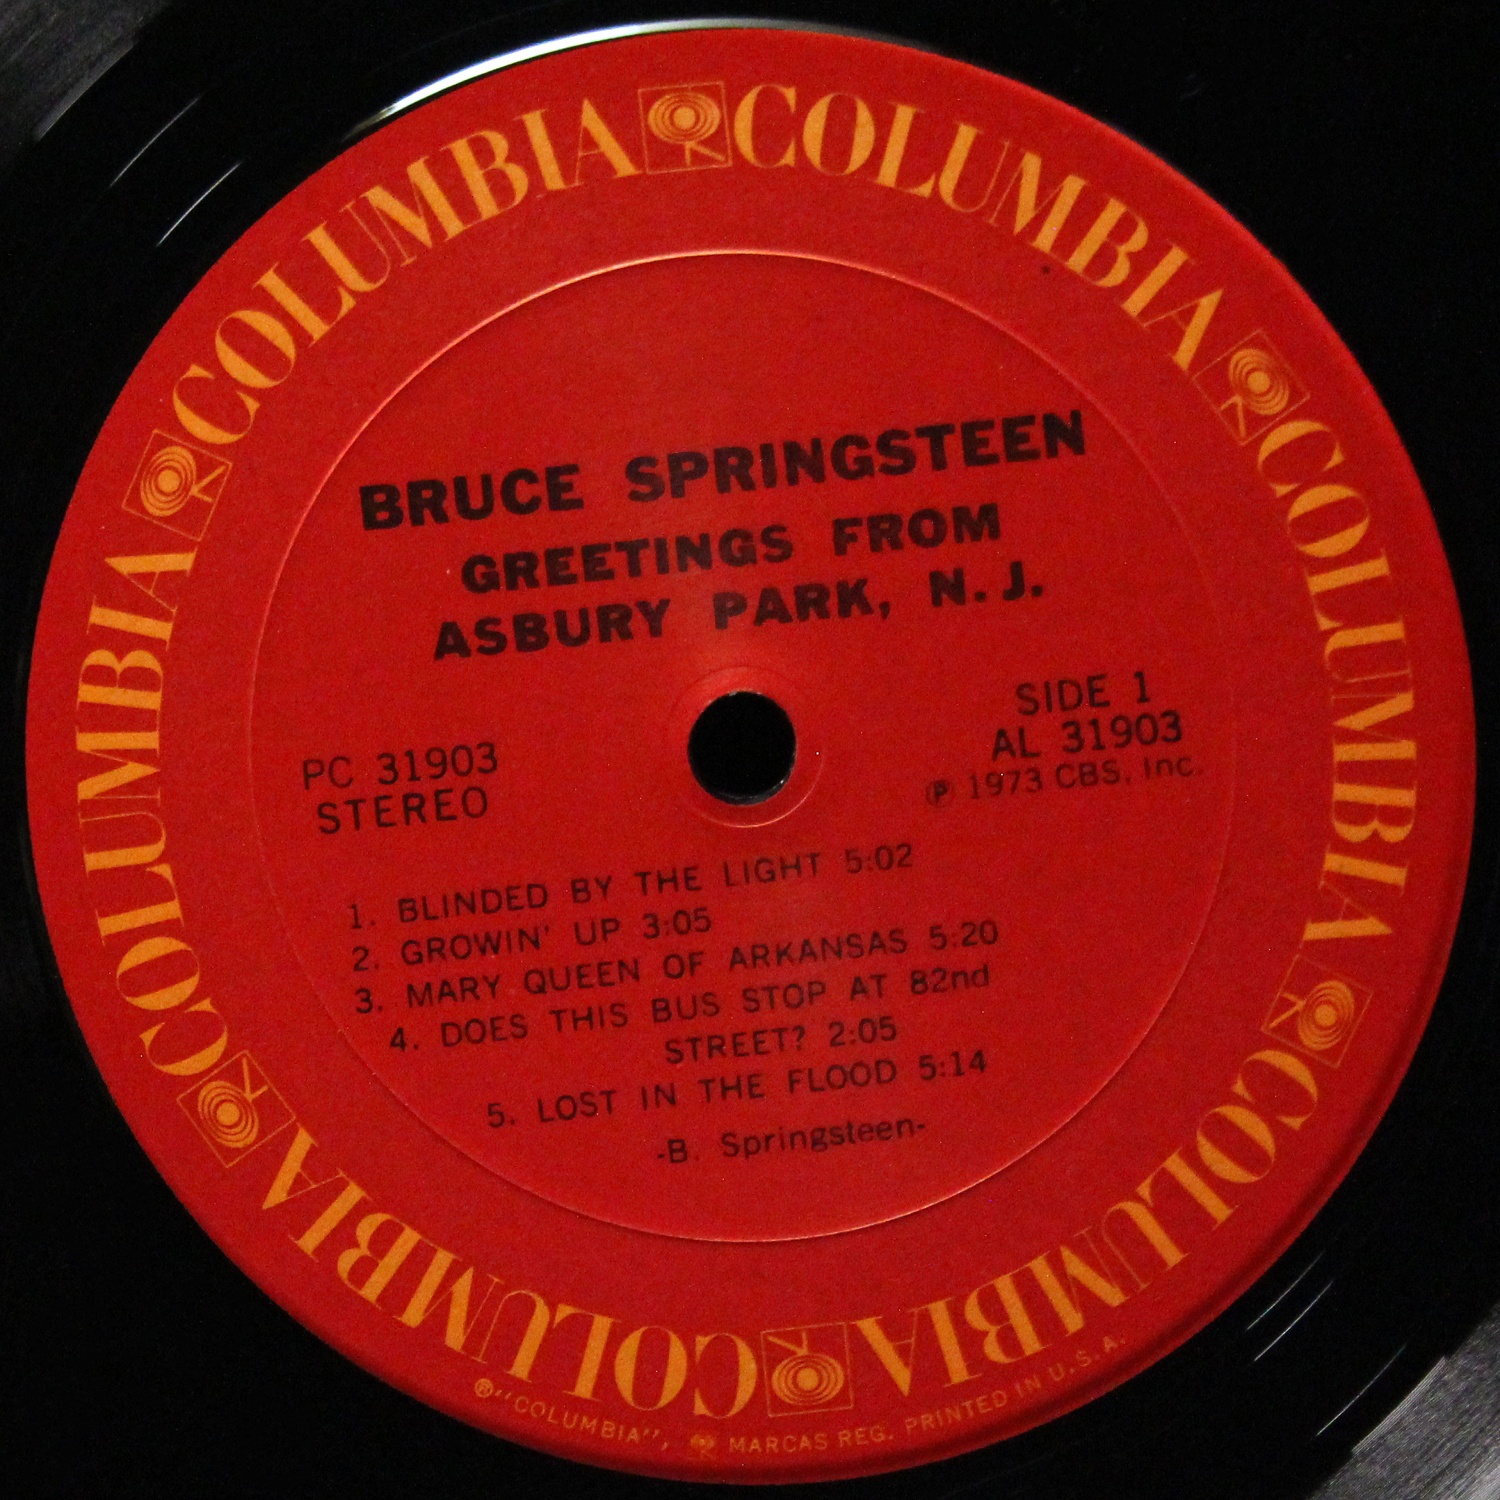 COLUMBIA COLUMBIA COLUMBIA COLUMBIA COLUMBIA COLUMBIA
BRUCE SPRINGSTEEN
GREETINGS FROM
ASBURY PARK, N.J.
SIDE 1
AL 31903
Ⓟ 1973 CBS, Inc.
PC 31903
STEREO
1. BLINDED BY THE LIGHT 5:02
2. GROWIN' UP 3:05
3. MARY QUEEN OF ARKANSAS 5:20
4. DOES THIS BUS STOP AT 82nd
STREET? 2:05
5. LOST IN THE FLOOD 5:14
-B. Springsteen-
® "COLUMBIA", MARCAS REG. PRINTED IN U.S.A.